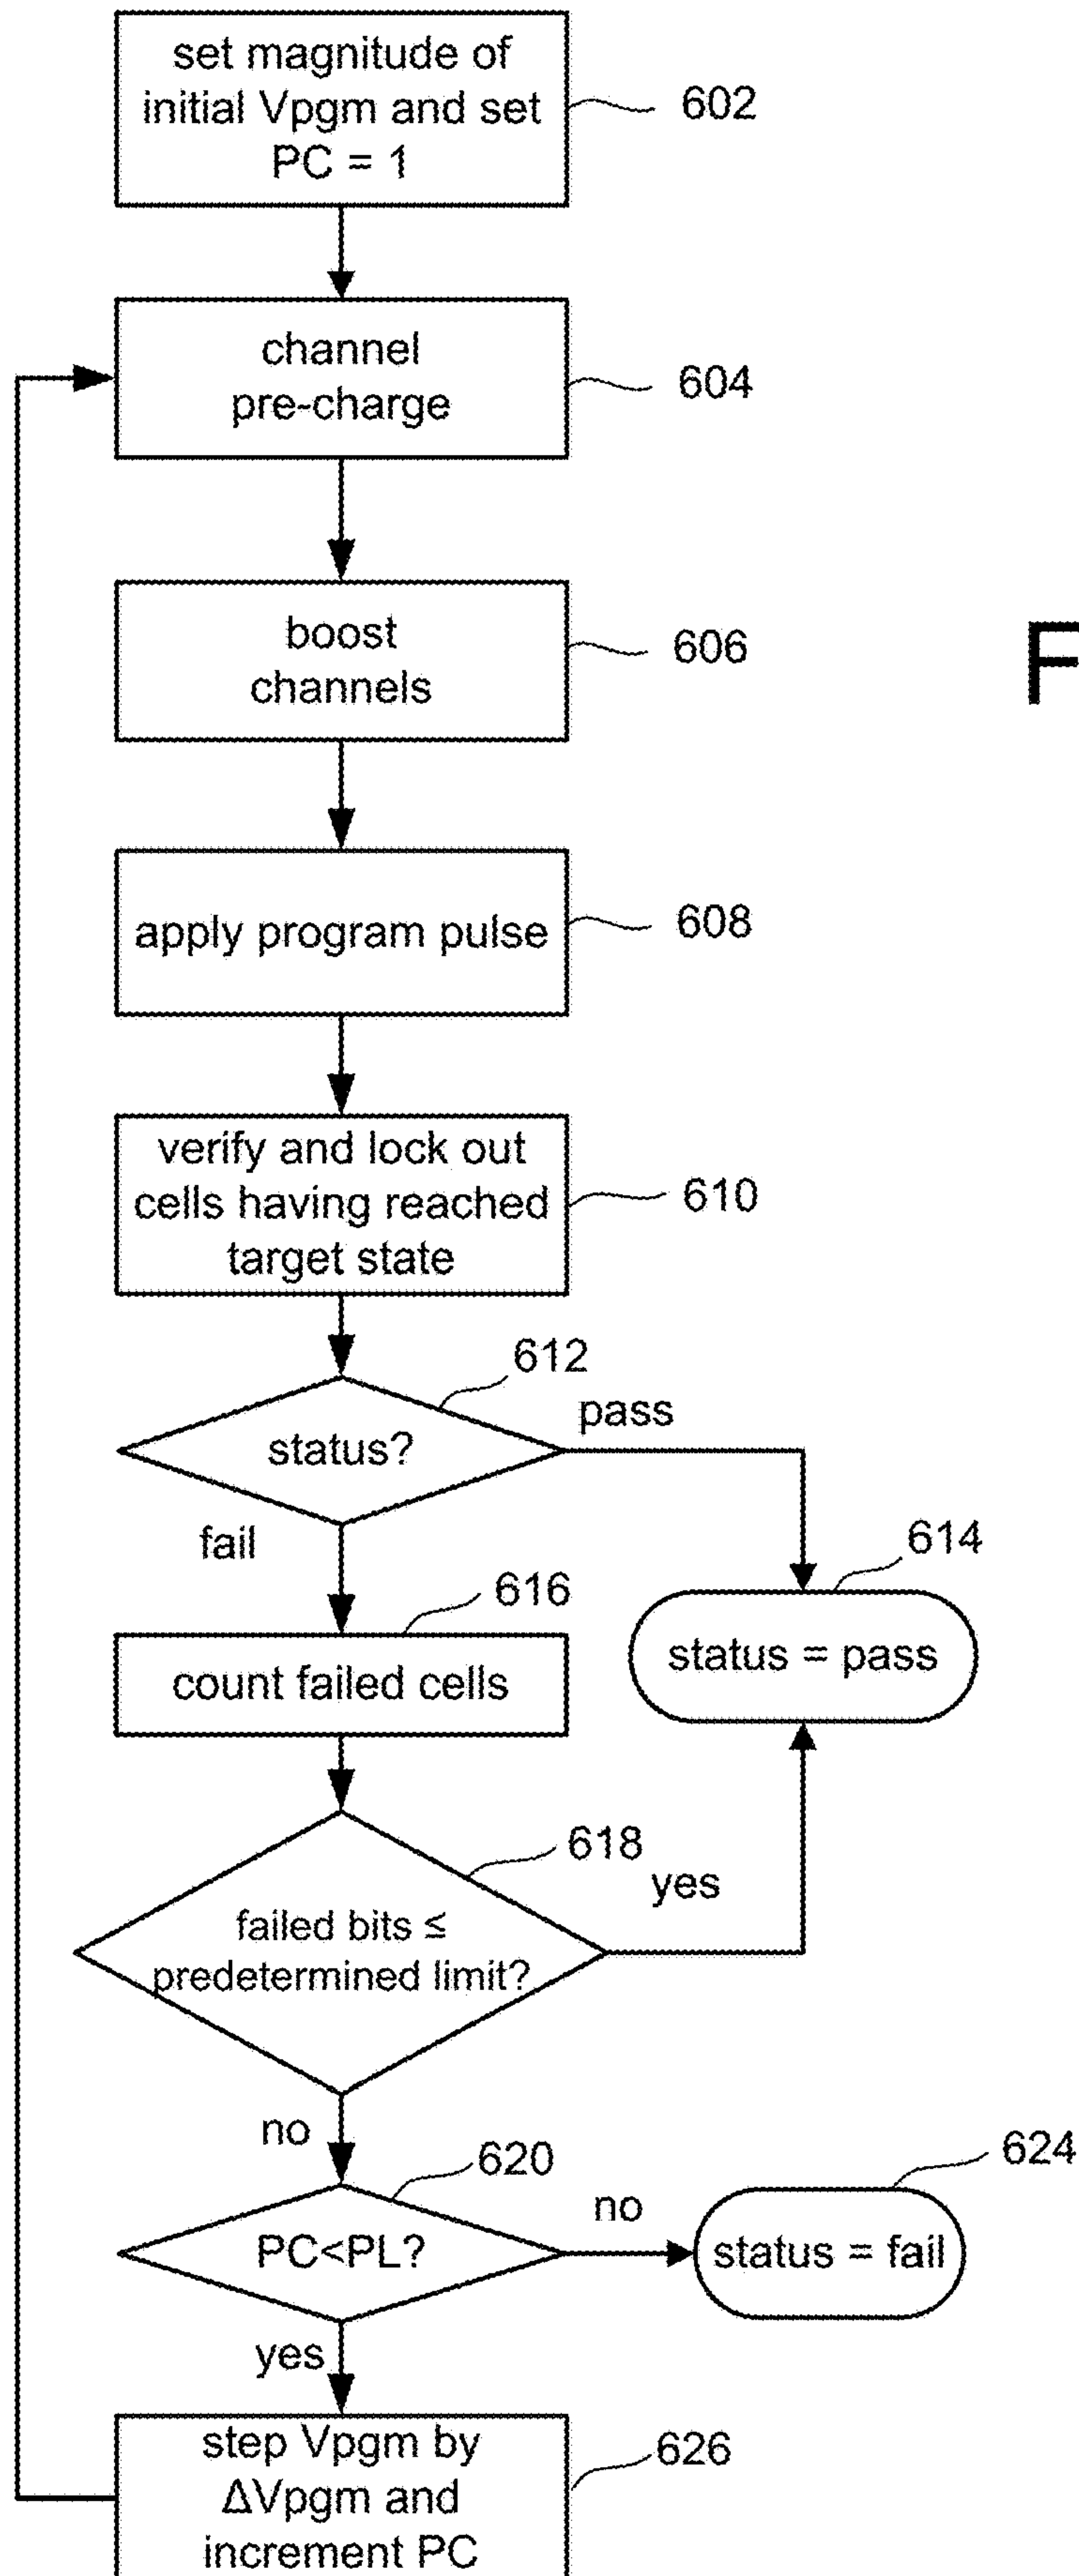 set magnitude of
initial Vpgm and set
PC = 1
602
channel
pre-charge
604
boost
channels
606
F
apply program pulse
608
verify and lock out
cells having reached
target state
610
612
pass
status?
fail
614
616
status = pass
count failed cells
618
yes
failed bits ≤
predetermined limit?
no
620
624
no
PC<PL?
status = fail
yes
step Vpgm by
ΔVpgm and
increment PC
626